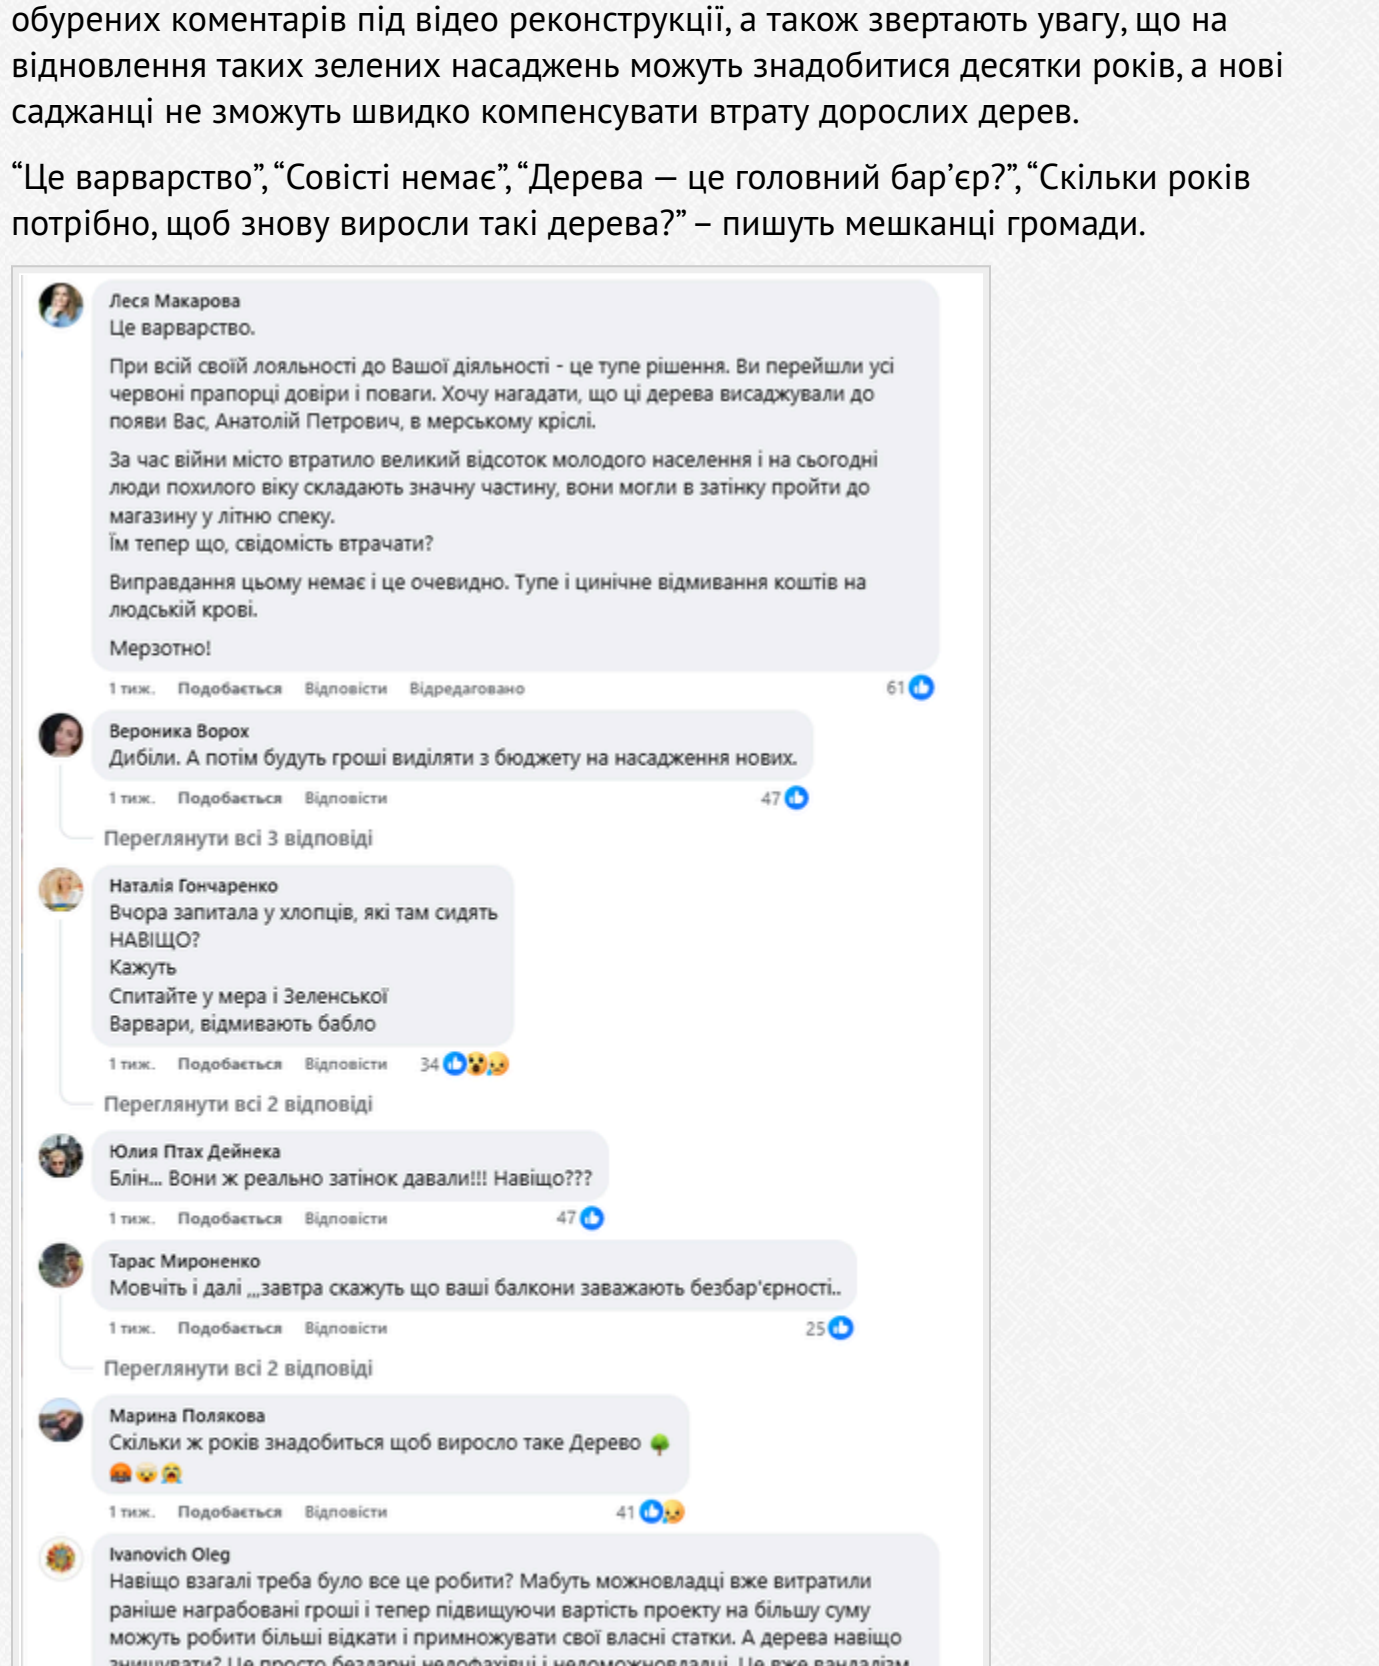 обурених коментарів під відео реконструкції, а також звертають увагу, що на
відновлення таких зелених насаджень можуть знадобитися десятки років, а нові
саджанці не зможуть швидко компенсувати втрату дорослих дерев.
“Це варварство”, “Совісті немає”, “Дерева — це головний бар’єр?”, “Скільки років
потрібно, щоб знову виросли такі дерева?” – пишуть мешканці громади.
Леся Макарова
Це варварство.
При всій своїй лояльності до Вашої діяльності - це тупе рішення. Ви перейшли усі
червоні прапорці довіри і поваги. Хочу нагадати, що ці дерева висаджували до
появи Вас, Анатолій Петрович, в мерському кріслі.
За час війни місто втратило великий відсоток молодого населення і на сьогодні
люди похилого віку складають значну частину, вони могли в затінку пройти до
магазину у літню спеку.
Їм тепер що, свідомість втрачати?
Виправдання цьому немає і це очевидно. Тупе і цинічне відмивання коштів на
людській крові.
Мерзотно!
1 тиж. Подобається Відповісти Відредаговано 61
Вероника Ворох
Дибіли. А потім будуть гроші виділяти з бюджету на насадження нових.
1 тиж. Подобається Відповісти 47
Переглянути всі 3 відповіді
Наталія Гончаренко
Вчора запитала у хлопців, які там сидять
НАВІЩО?
Кажуть
Спитайте у мера і Зеленської
Варвари, відмивають бабло
1 тиж. Подобається Відповісти 34
Переглянути всі 2 відповіді
Юлия Птах Дейнека
Блін... Вони ж реально затінок давали!!! Навіщо???
1 тиж. Подобається Відповісти 47
Тарас Мироненко
Мовчіть і далі ,,,завтра скажуть що ваші балкони заважають безбар'єрності..
1 тиж. Подобається Відповісти 25
Переглянути всі 2 відповіді
Марина Полякова
Скільки ж років знадобиться щоб виросло таке Дерево 🌳
🤬🤯😭
1 тиж. Подобається Відповісти 41
Ivanovich Oleg
Навіщо взагалі треба було все це робити? Мабуть можновладці вже витратили
раніше награбовані гроші і тепер підвищуючи вартість проекту на більшу суму
можуть робити більші відкати і примножувати свої власні статки. А дерева навіщо
знищувати? Це просто бездарні недофахівці і недоможновладці. Це вже вандалізм